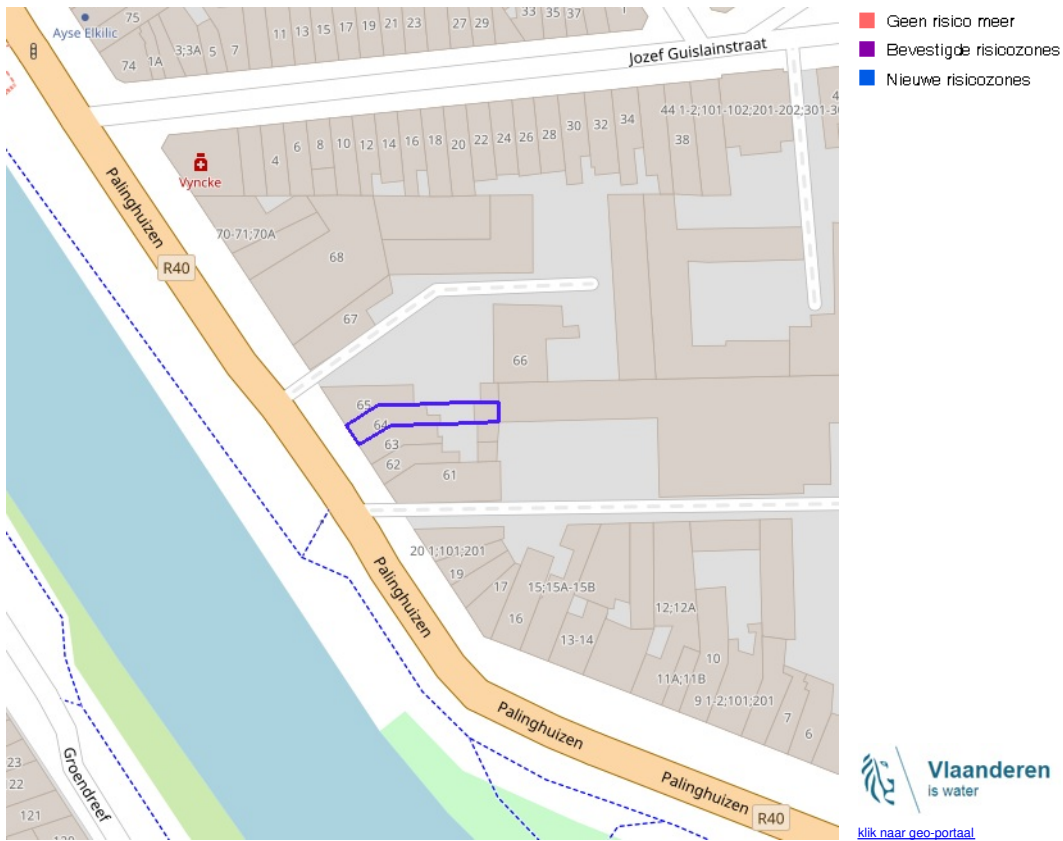 Geen risico meer
Bevestigde risicozones
Nieuwe risicozones
Ayse Elkilic
75
74
1A
3;3A
5
7
11
13
15
17
19
21
23
27
29
33
35
37
Jozef Guislainstraat
Vyncke
4
6
8
10
12
14
16
18
20
22
24
26
28
30
32
34
44 1-2;101-102;201-202;301-30
38
Palinghuizen
R40
70-71;70A
68
67
66
65
64
63
62
61
20 1;101;201
19
17
16
15;15A-15B
13-14
12;12A
11A;11B
10
9 1-2;101;201
7
6
Palinghuizen
Palinghuizen
Palinghuizen
R40
Groendreef
23
22
121
Vlaanderen
is water
klik naar geo-portaal